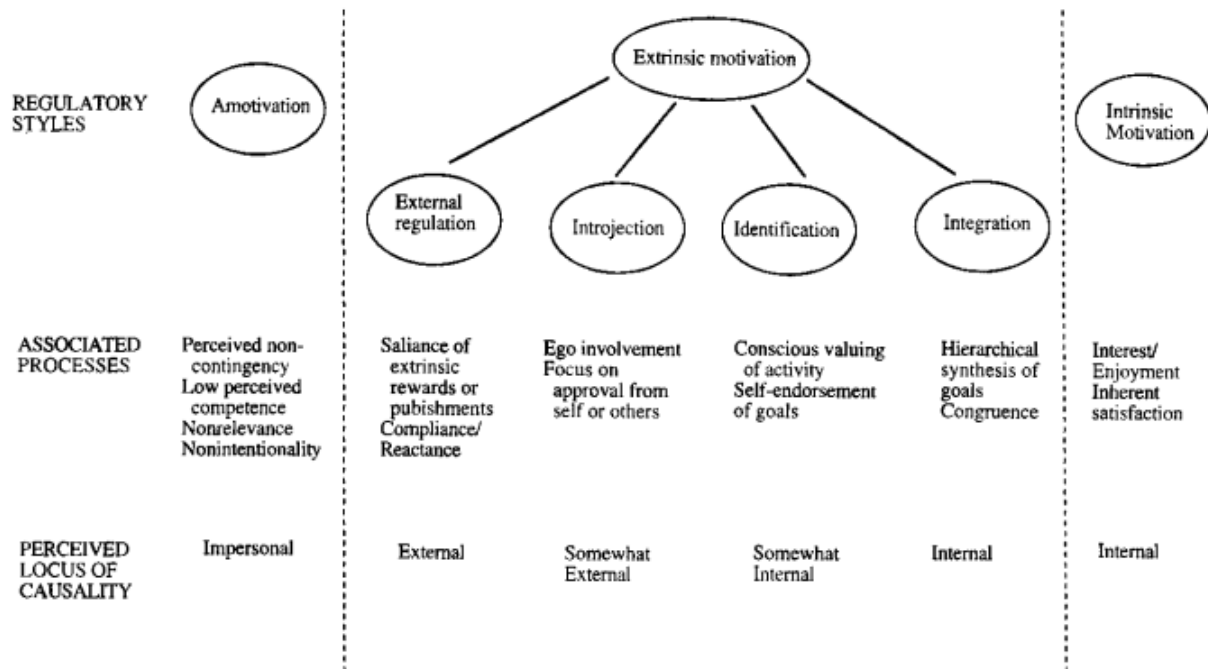 Extrinsic motivation
REGULATORY
STYLES
Amotivation
Intrinsic
Motivation
External
regulation
Introjection
Identification
Integration
ASSOCIATED
PROCESSES
Perceived non-
contingency
Low perceived
competence
Nonrelevance
Nonintentionality
Saliance of
extrinsic
rewards or
pubishments
Compliance/
Reactance
Ego involvement
Focus on
approval from
self or others
Conscious valuing
of activity
Self-endorsement
of goals
Hierarchical
synthesis of
goals
Congruence
Interest/
Enjoyment
Inherent
satisfaction
PERCEIVED
LOCUS OF
CAUSALITY
Impersonal
External
Somewhat
External
Somewhat
Internal
Internal
Internal